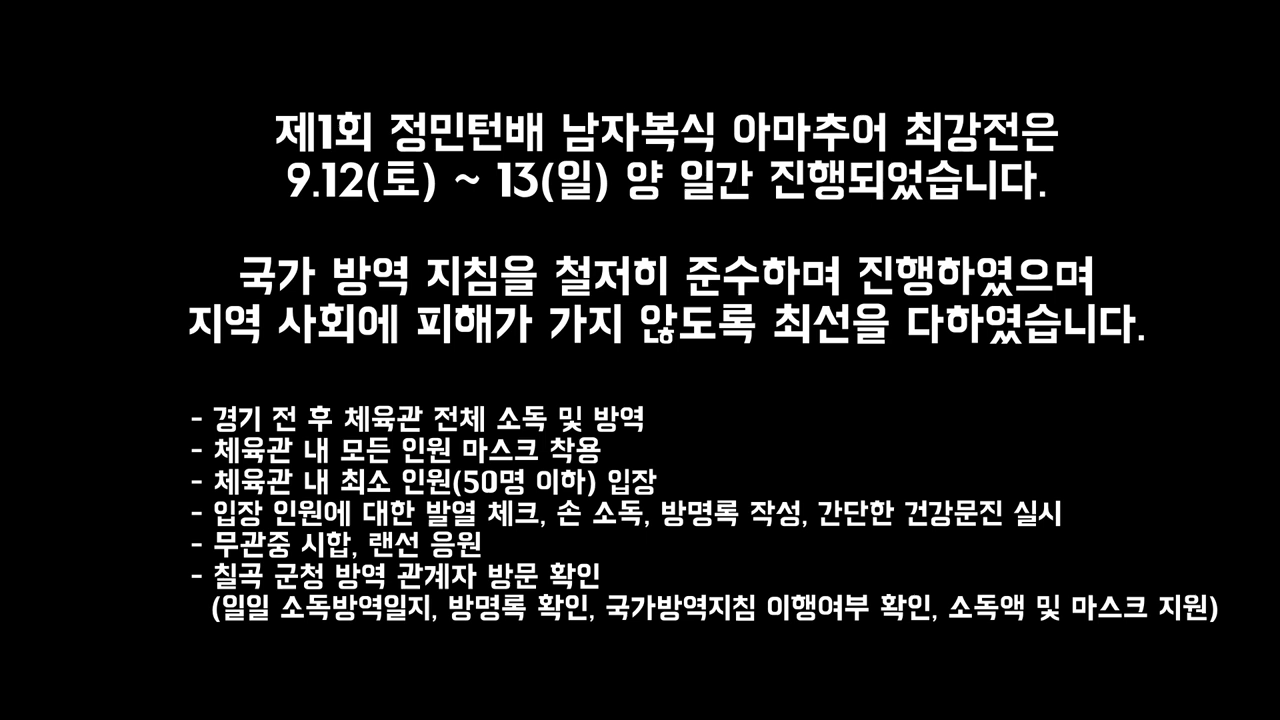 제1회 정민턴배 남자복식 아마추어 최강전은
9.12(토) ~ 13(일) 양 일간 진행되었습니다.
국가 방역 지침을 철저히 준수하며 진행하였으며
지역 사회에 피해가 가지 않도록 최선을 다하였습니다.
- 경기 전 후 체육관 전체 소독 및 방역
- 체육관 내 모든 인원 마스크 착용
- 체육관 내 최소 인원(50명 이하) 입장
- 입장 인원에 대한 발열 체크, 손 소독, 방명록 작성, 간단한 건강문진 실시
- 무관중 시합, 랜선 응원
- 칠곡 군청 방역 관계자 방문 확인
(일일 소독방역일지, 방명록 확인, 국가방역지침 이행여부 확인, 소독액 및 마스크 지원)